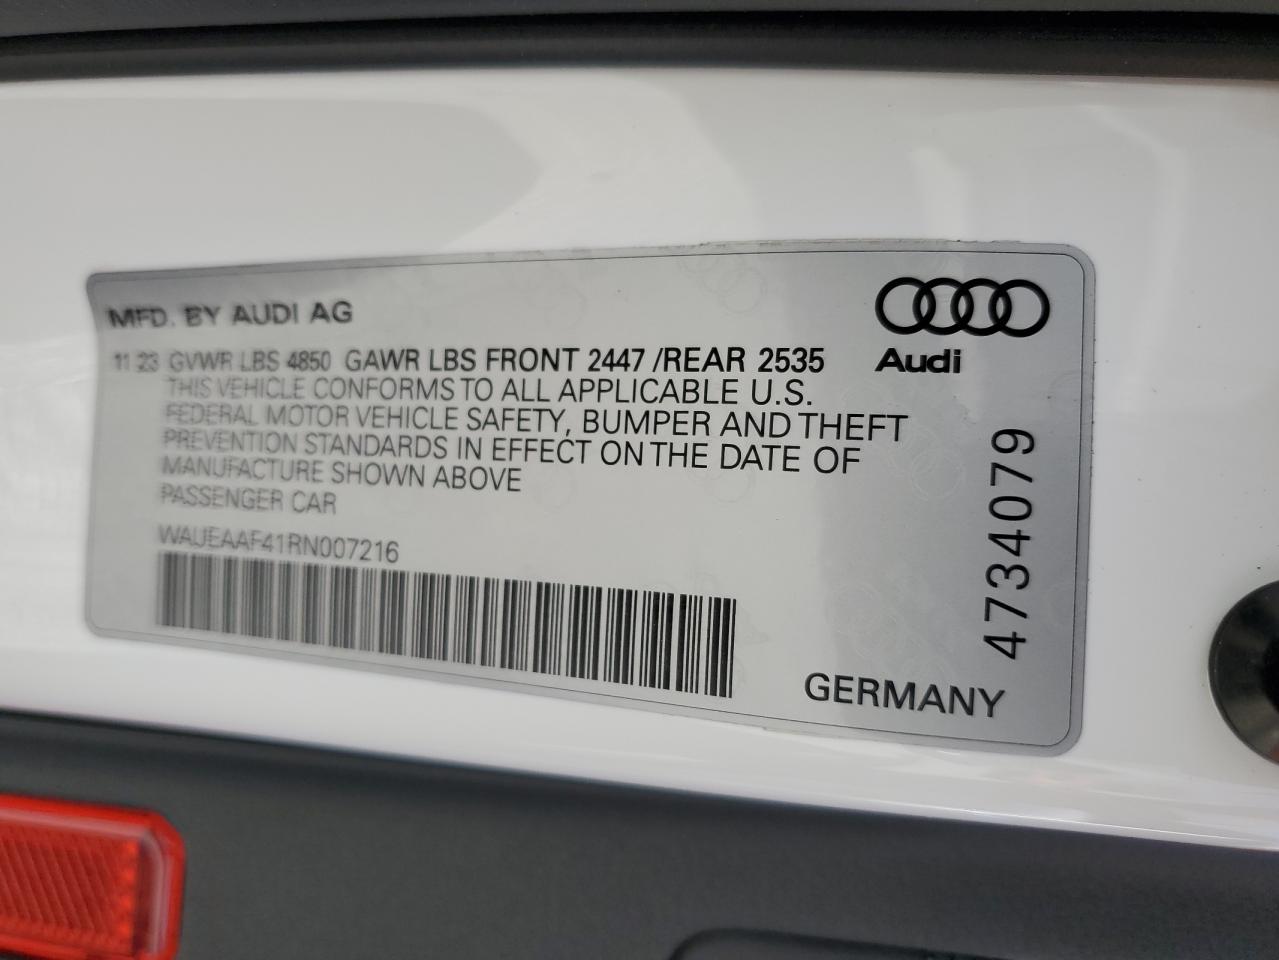 MFD. BY AUDI AG
11 23 GVWR LBS 4850 GAWR LBS FRONT 2447 /REAR 2535
Audi
THIS VEHICLE CONFORMS TO ALL APPLICABLE U.S.
FEDERAL MOTOR VEHICLE SAFETY, BUMPER AND THEFT
PREVENTION STANDARDS IN EFFECT ON THE DATE OF
MANUFACTURE SHOWN ABOVE
PASSENGER CAR
WAUEAAF41RN007216
4734079
GERMANY